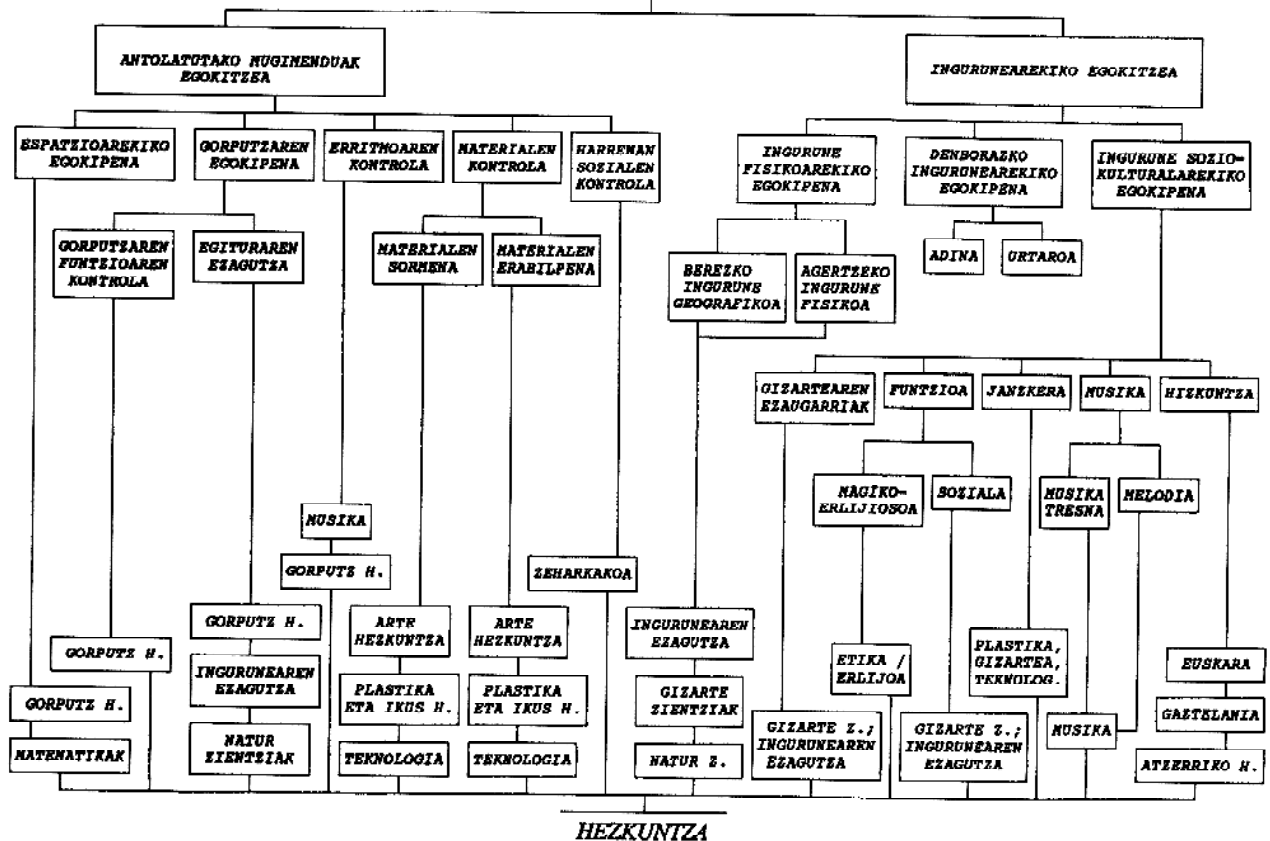 ANTOLATUTAKO MUGIMENDUAK
EGOKITZEA
INGURUNEAREKIKO EGOKITZEA
ESPATZIOAREKIKO
EGOKIPENA
GORPUTZAREN
EGOKIPENA
ERRITMOAREN
KONTROLA
MATERIALEN
KONTROLA
HARREMAN
SOZIALEN
KONTROLA
INGURUNE
FISIKOAREKIKO
EGOKIPENA
DENBORAZKO
INGURUNEAREKIKO
EGOKIPENA
INGURUNE SOZIO-
KULTURALAREKIKO
EGOKIPENA
GORPUTZAREN
FUNTZIOAREN
KONTROLA
EGITURAREN
EZAGUTZA
MATERIALEN
SORMENA
MATERIALEN
ERABILPENA
BEREZKO
INGURUNE
GEOGRAFIKOA
AGERTZEKO
INGURUNE
FISIKOA
ADINA
URTAROA
GIZARTEAREN
EZAUGARRIAK
FUNTZIOA
JANZKERA
MUSIKA
HIZKUNTZA
MAGIKO-
ERLIJIOSOA
SOZIALA
MUSIKA
TRESNA
MELODIA
MUSIKA
GORPUTZ H.
ZEHARKAKOA
GORPUTZ H.
GORPUTZ H.
INGURUNEAREN
EZAGUTZA
NATUR
ZIENTZIAK
GORPUTZ H.
MATEMATIKAK
ARTE
HEZKUNTZA
PLASTIKA
ETA IKUS H.
TEKNOLOGIA
ARTE
HEZKUNTZA
PLASTIKA
ETA IKUS H.
TEKNOLOGIA
INGURUNEAREN
EZAGUTZA
GIZARTE
ZIENTZIAK
NATUR Z.
GIZARTE Z.;
INGURUNEAREN
EZAGUTZA
ETIKA /
ERLIJOA
GIZARTE Z.;
INGURUNEAREN
EZAGUTZA
PLASTIKA,
GIZARTEA,
TEKNOLOG.
MUSIKA
EUSKARA
GAZTELANIA
ATZERRIKO H.
HEZKUNTZA